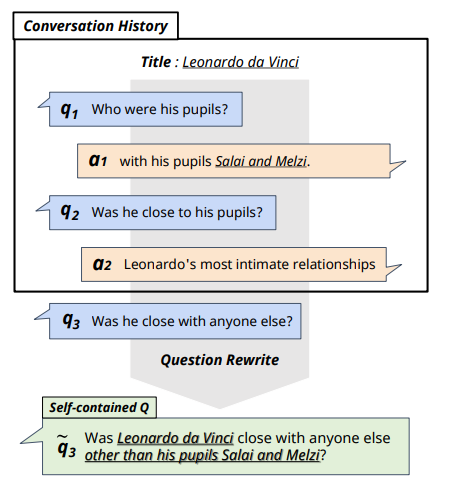 Conversation History
Title : Leonardo da Vinci
q1 Who were his pupils?
a1 with his pupils Salai and Melzi.
q2 Was he close to his pupils?
a2 Leonardo's most intimate relationships
q3 Was he close with anyone else?
Question Rewrite
Self-contained Q
q̃3 Was Leonardo da Vinci close with anyone else
other than his pupils Salai and Melzi?